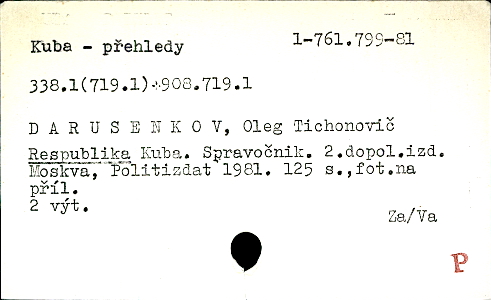 Kuba - přehledy 1-761.799-81
338.1(719.1)+908.719.1
DARUSENKOV, Oleg Tichonovič
Respublika Kuba. Spravočnik. 2.dopol.izd.
Moskva, Politizdat 1981. 125 s.,fot.na
příl.
2 výt.
Za/Va
P